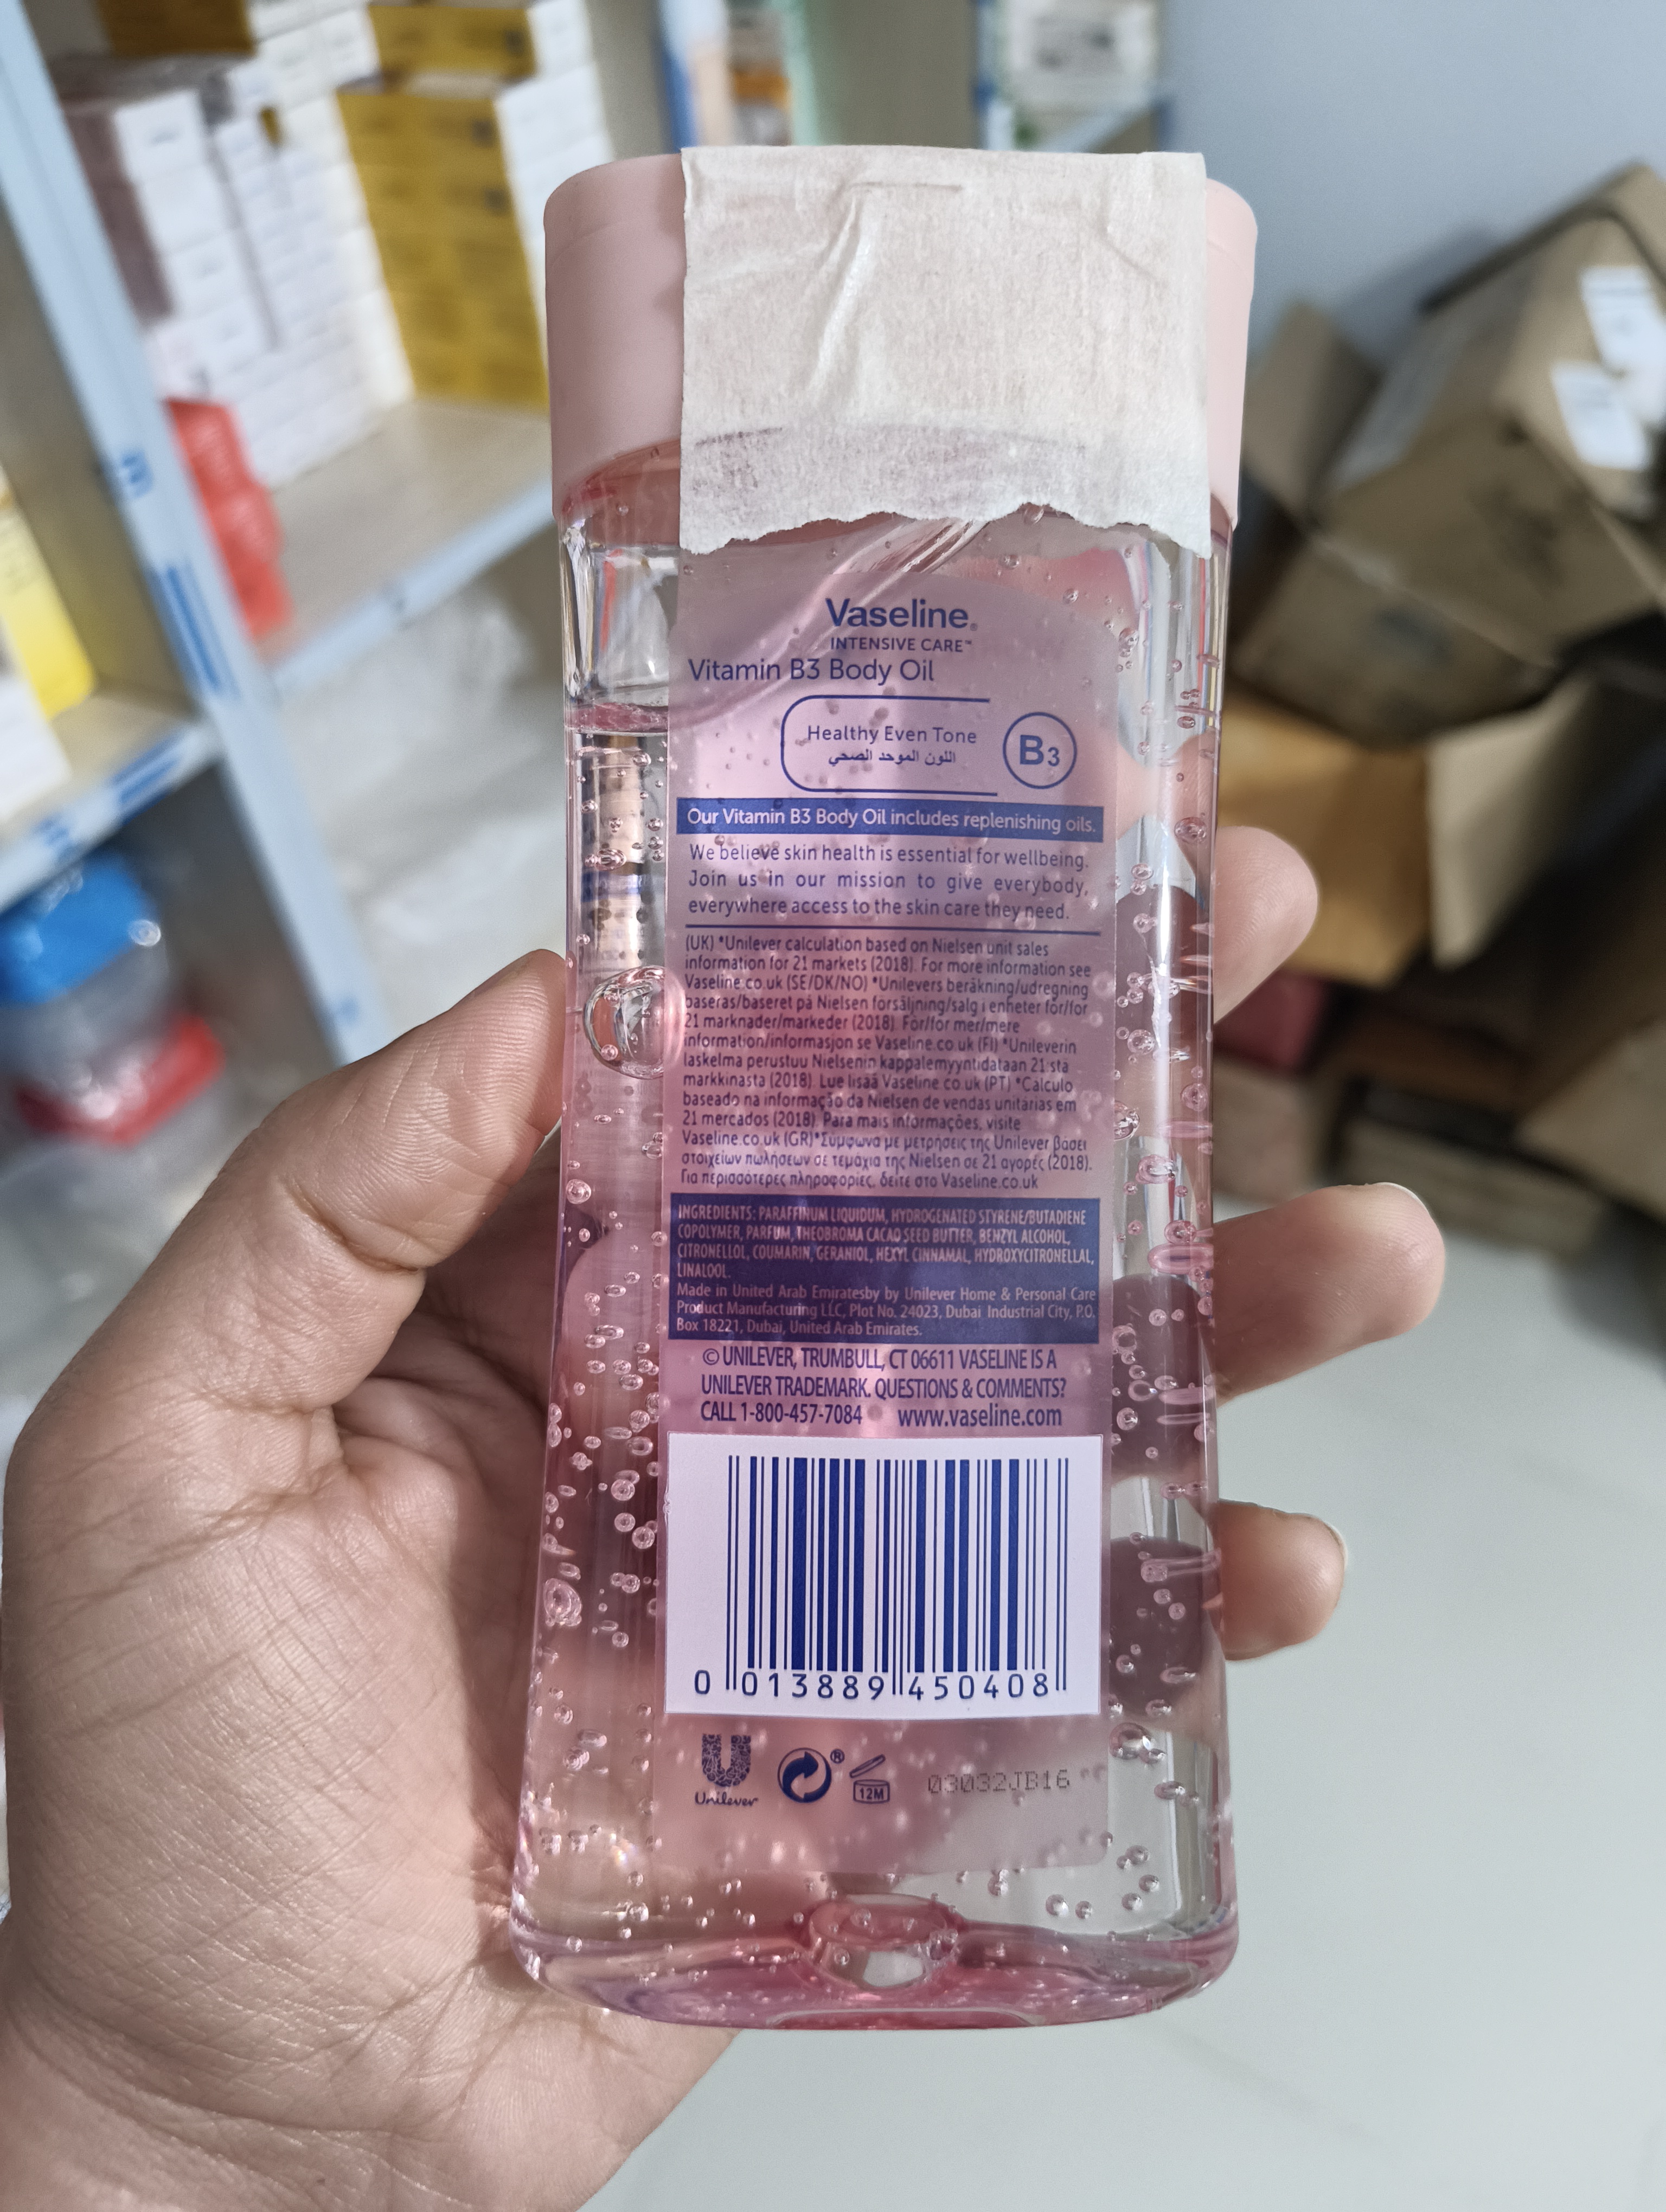 Vaseline®
INTENSIVE CARE™
Vitamin B3 Body Oil
Healthy Even Tone
اللون الموحد الصحي
B3
Our Vitamin B3 Body Oil includes replenishing oils.
We believe skin health is essential for wellbeing.
Join us in our mission to give everybody,
everywhere access to the skin care they need.
(UK) *Unilever calculation based on Nielsen unit sales
information for 21 markets (2018). For more information see
Vaseline.co.uk (SE/DK/NO) *Unilevers beräkning/udregning
baseras/baseret på Nielsen försäljning/salg i enheter för/for
21 marknader/markeder (2018). För/for mer/mere
information/informasjon se Vaseline.co.uk (FI) *Unileverin
laskelma perustuu Nielsenin kappalemyyntidataan 21 stä
markkinasta (2018). Lue lisää Vaseline.co.uk (PT) *Cálculo
baseado na informação da Nielsen de vendas unitárias em
21 mercados (2018). Para mais informações, visite
Vaseline.co.uk (GR)*Σύμφωνα με μετρήσεις της Unilever βάσει
στοιχείων πωλήσεων σε τεμάχια της Nielsen σε 21 αγορές (2018).
Για περισσότερες πληροφορίες, δείτε στο Vaseline.co.uk
INGREDIENTS: PARAFFINUM LIQUIDUM, HYDROGENATED STYRENE/BUTADIENE
COPOLYMER, PARFUM, THEOBROMA CACAO SEED BUTTER, BENZYL ALCOHOL,
CITRONELLOL, COUMARIN, GERANIOL, HEXYL CINNAMAL, HYDROXYCITRONELLAL,
LINALOOL.
Made in United Arab Emiratesby by Unilever Home & Personal Care
Product Manufacturing LLC, Plot No. 24023, Dubai Industrial City, P.O.
Box 18221, Dubai, United Arab Emirates.
© UNILEVER, TRUMBULL, CT 06611 VASELINE IS A
UNILEVER TRADEMARK. QUESTIONS & COMMENTS?
CALL 1-800-457-7084 www.vaseline.com
0 013889 450408
Unilever
®
12M
03032JB16